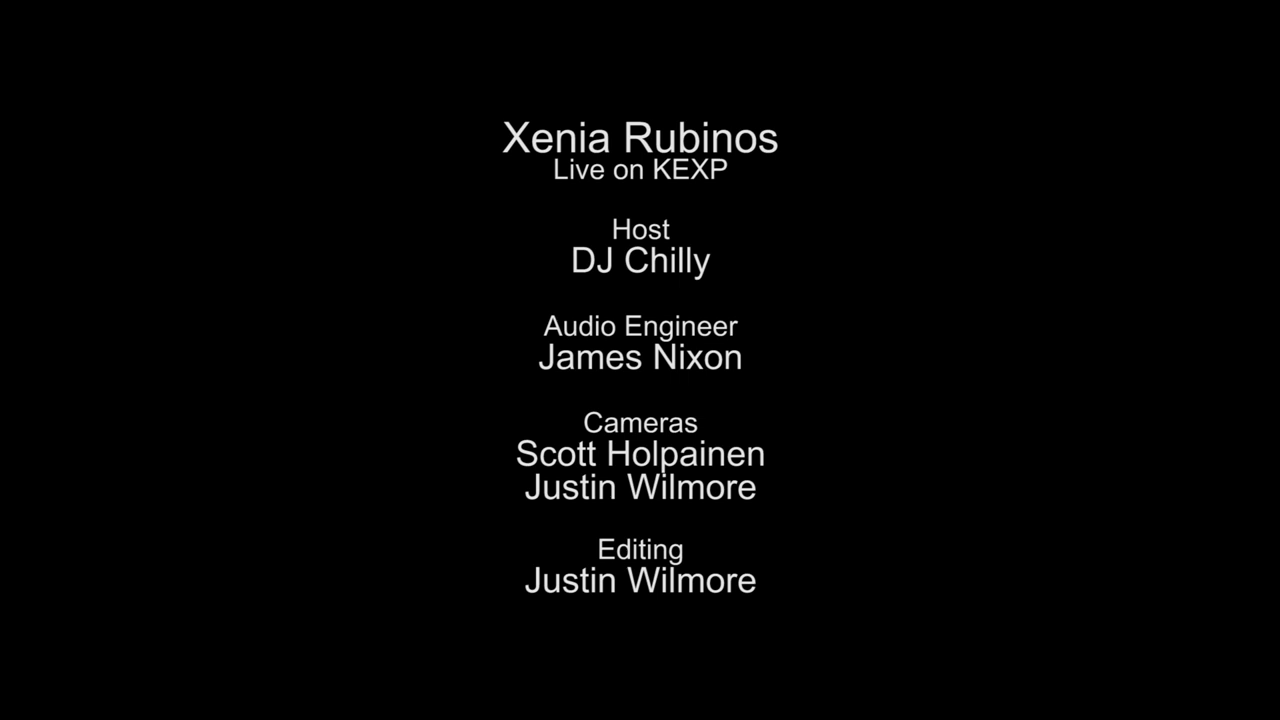 Xenia Rubinos
Live on KEXP
Host
DJ Chilly
Audio Engineer
James Nixon
Cameras
Scott Holpainen
Justin Wilmore
Editing
Justin Wilmore